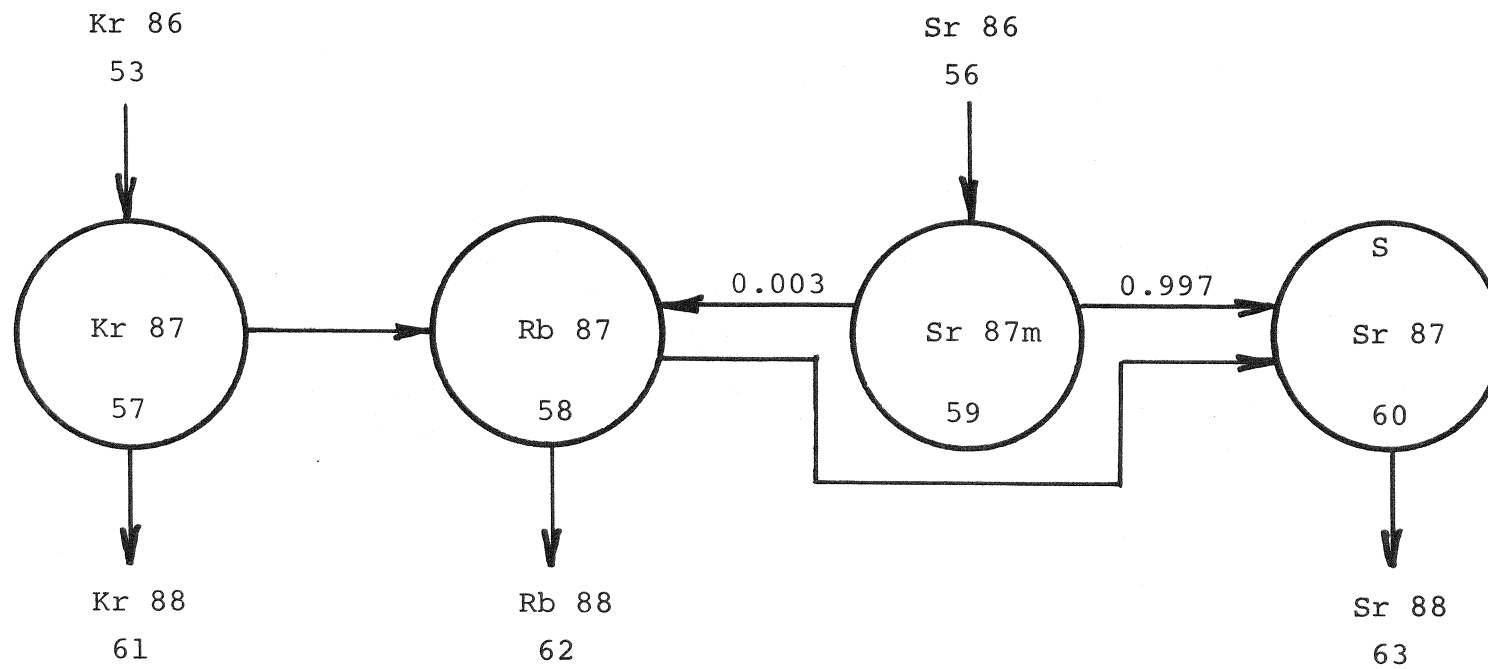 Kr 86
53
Sr 86
56
0.003
0.997
S
Kr 87
Rb 87
Sr 87m
Sr 87
57
58
59
60
Kr 88
61
Rb 88
62
Sr 88
63